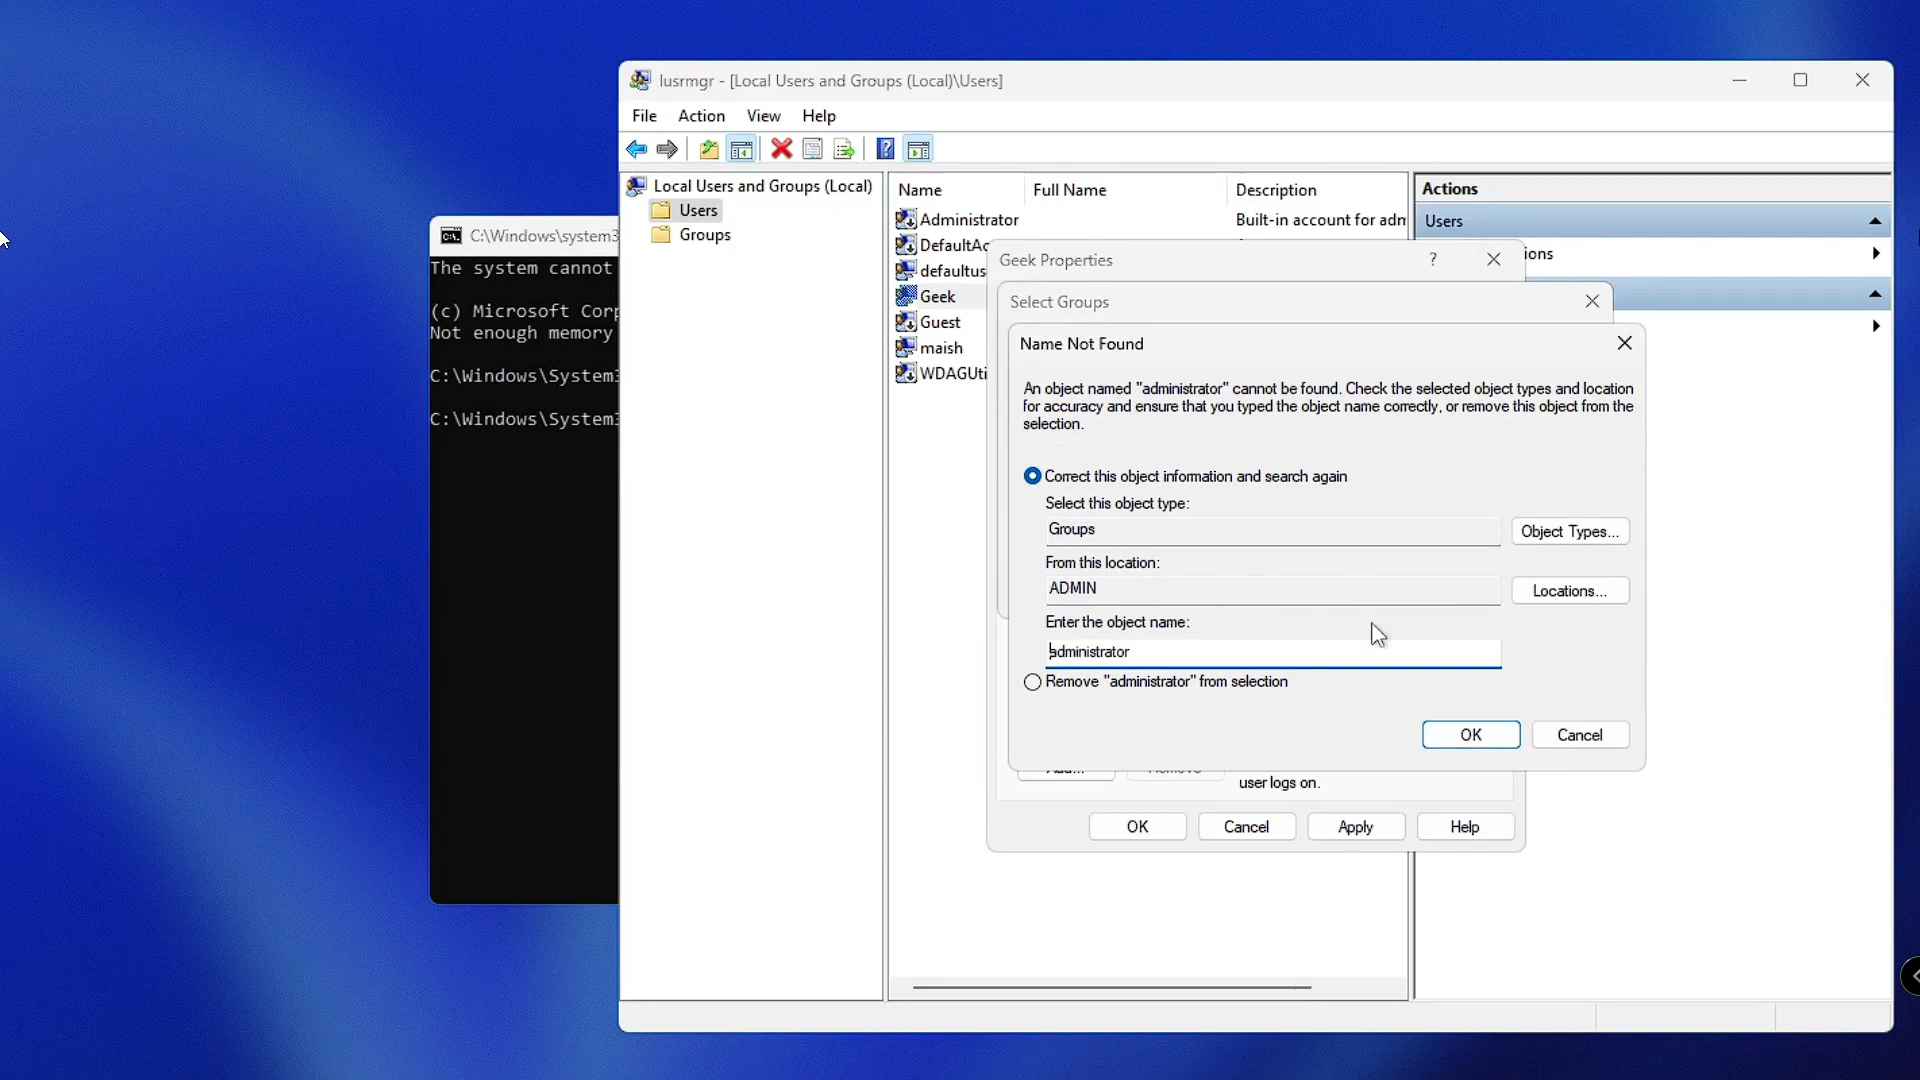 lusrmgr - [Local Users and Groups (Local)\Users]
File Action View Help
Local Users and Groups (Local)
Users
Groups
Name Full Name Description
Administrator Built-in account for adm
DefaultAc
defaultus
Geek
Guest
maish
WDAGUti
Actions
Users
ions
C:\Windows\system3
The system cannot
(c) Microsoft Corp
Not enough memory
C:\Windows\System3
C:\Windows\System3
Geek Properties ?
Select Groups
Name Not Found
An object named "administrator" cannot be found. Check the selected object types and location
for accuracy and ensure that you typed the object name correctly, or remove this object from the
selection.
Correct this object information and search again
Select this object type:
Groups
Object Types...
From this location:
ADMIN
Locations...
Enter the object name:
administrator
Remove "administrator" from selection
OK Cancel
user logs on.
OK Cancel Apply Help